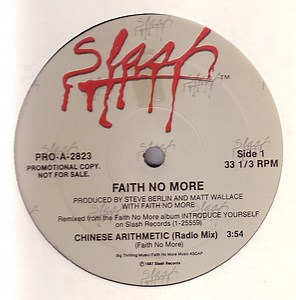 Slash
TM
PRO-A-2823
PROMOTIONAL COPY.
NOT FOR SALE.
Side 1
33 1/3 RPM
FAITH NO MORE
PRODUCED BY STEVE BERLIN AND MATT WALLACE
WITH FAITH NO MORE
Remixed from the Faith No More album INTRODUCE YOURSELF
on Slash Records (1-25559)
CHINESE ARITHMETIC (Radio Mix) 3:54
(Faith No More)
(Big Thrilling Music/Faith No More Music ASCAP)
©1987 Slash Records